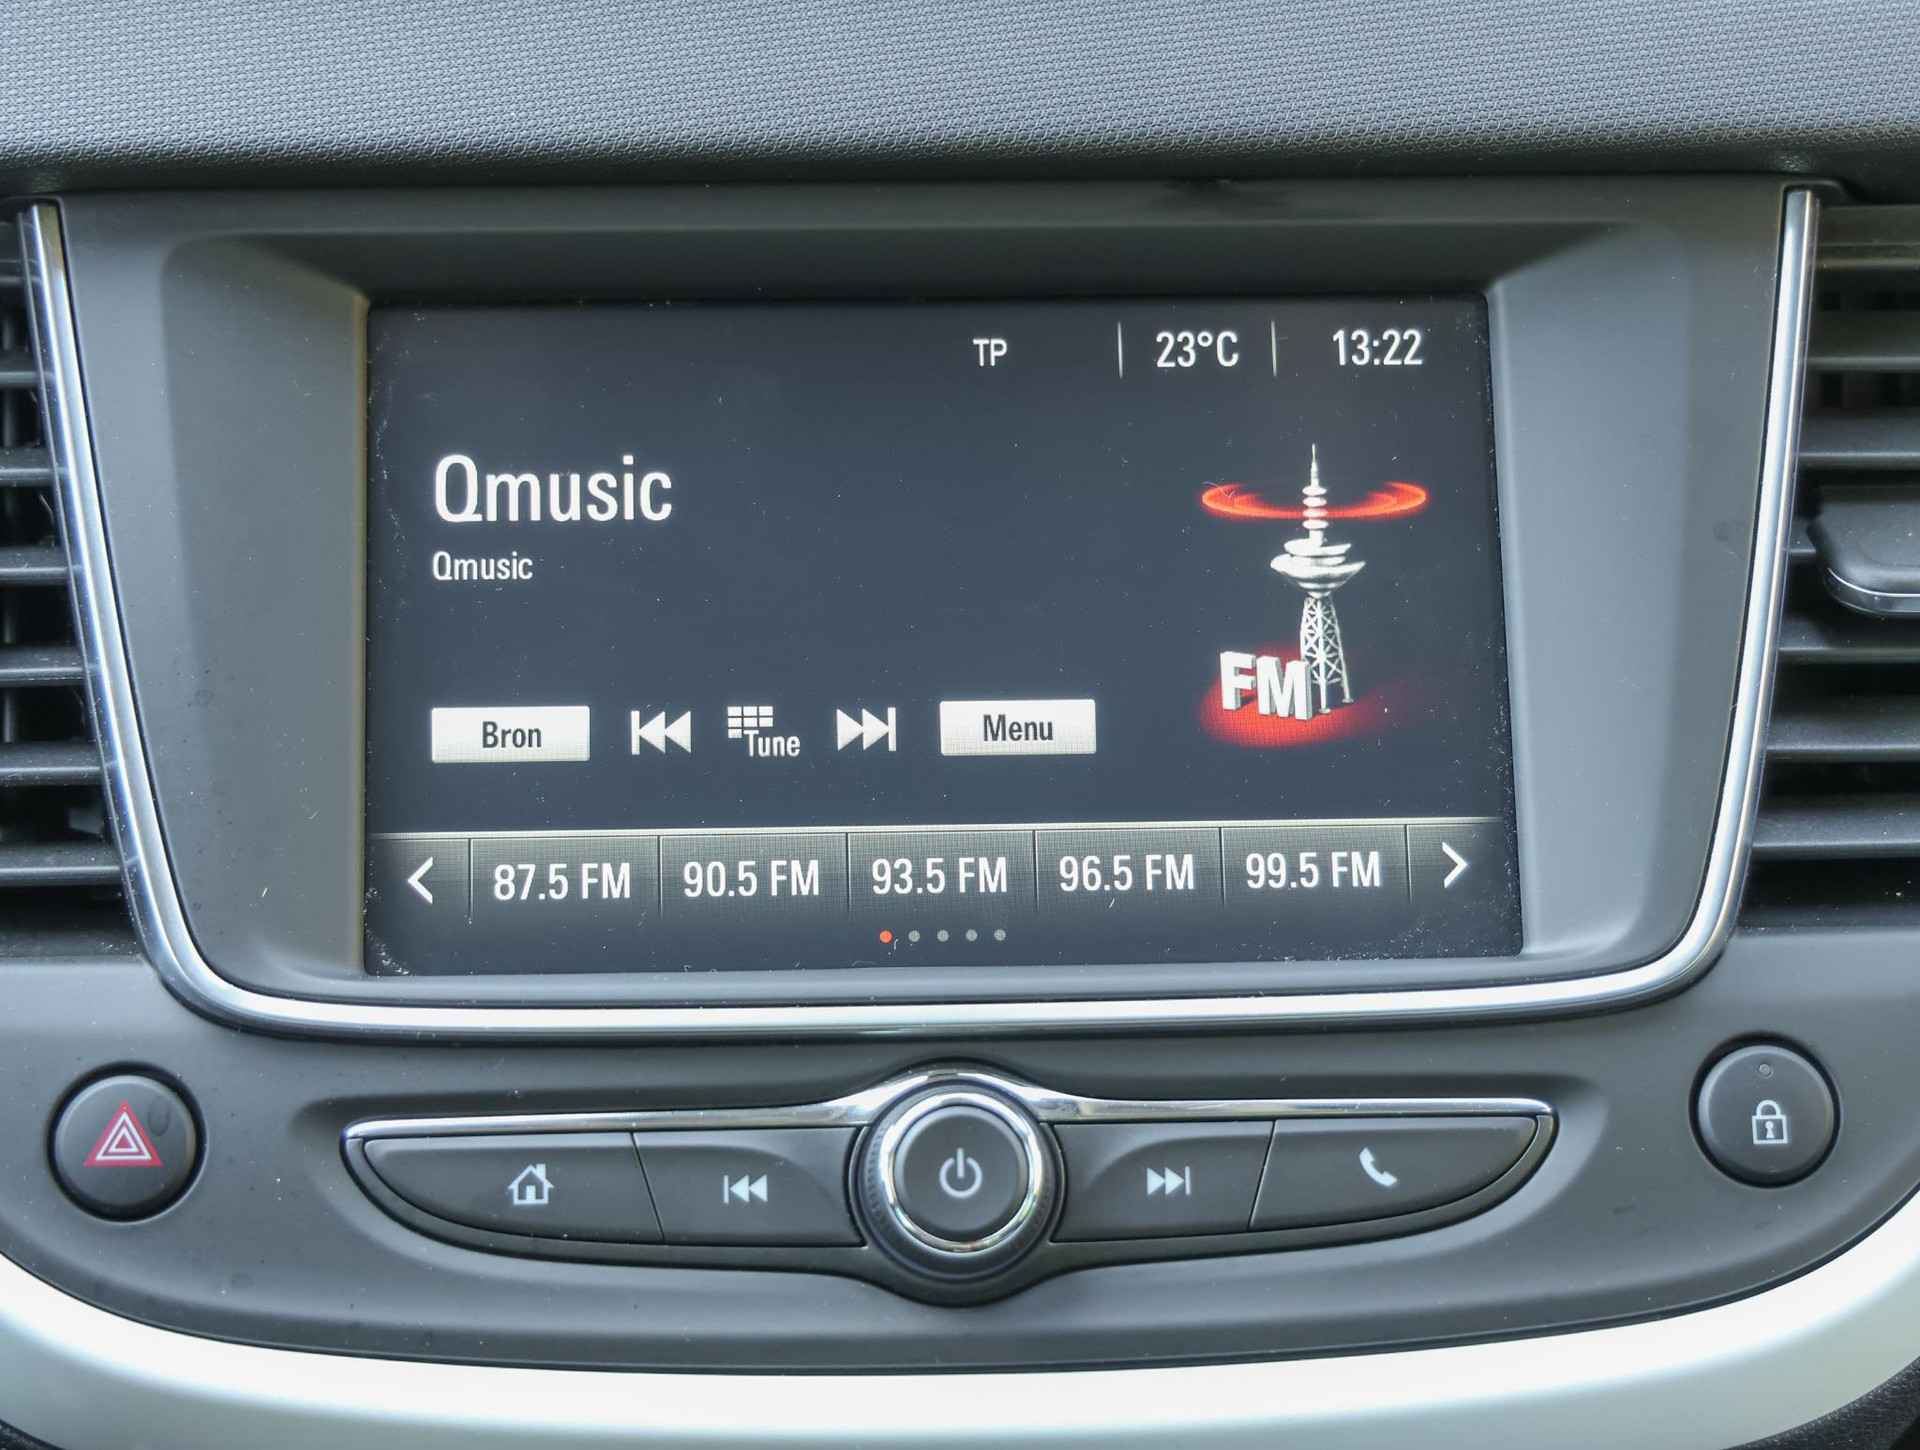 TP 23°C 13:22
Qmusic
Qmusic
FM
Bron Tune Menu
87.5 FM 90.5 FM 93.5 FM 96.5 FM 99.5 FM